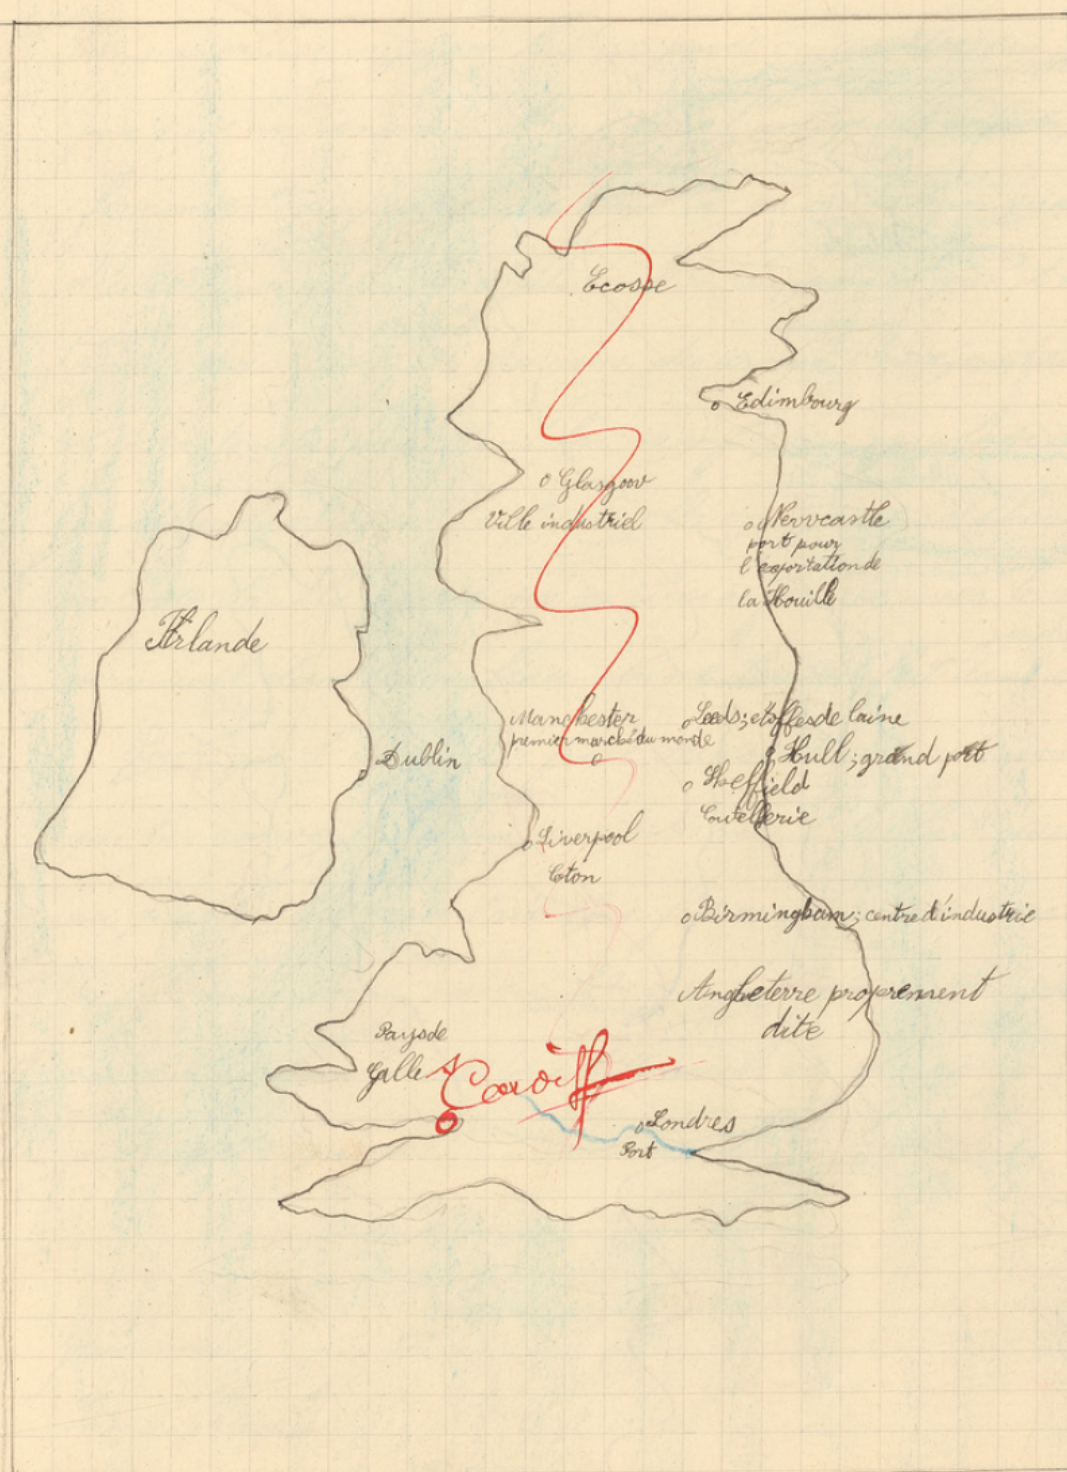 Ecosse
o Edimbourg
o Glasgow
Ville industriel
o Newcastle
port pour
l'exportation de
la Houille
Irlande
Dublin
Manchester
premier marché du monde
o Leeds; etoffes de laine
o Hull; grand port
o Sheffield
Coutellerie
o Liverpool
Coton
o Birmingham; centre d'industrie
Angleterre proprement
dite
Pays de
Galles
Cardiff
o Londres
Port